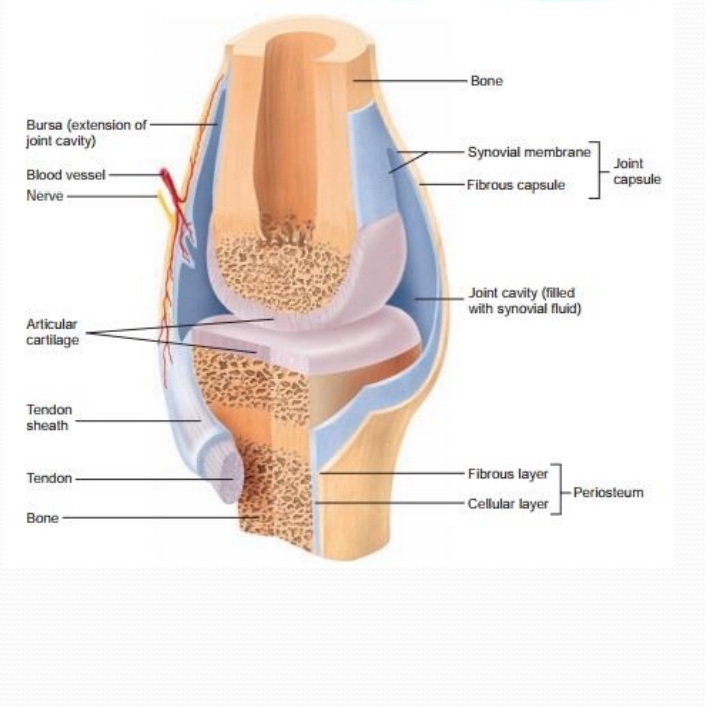 Bone
Bursa (extension of
joint cavity)
Synovial membrane
Joint
capsule
Blood vessel
Fibrous capsule
Nerve
Joint cavity (filled
with synovial fluid)
Articular
cartilage
Tendon
sheath
Fibrous layer
Tendon
Periosteum
Cellular layer
Bone